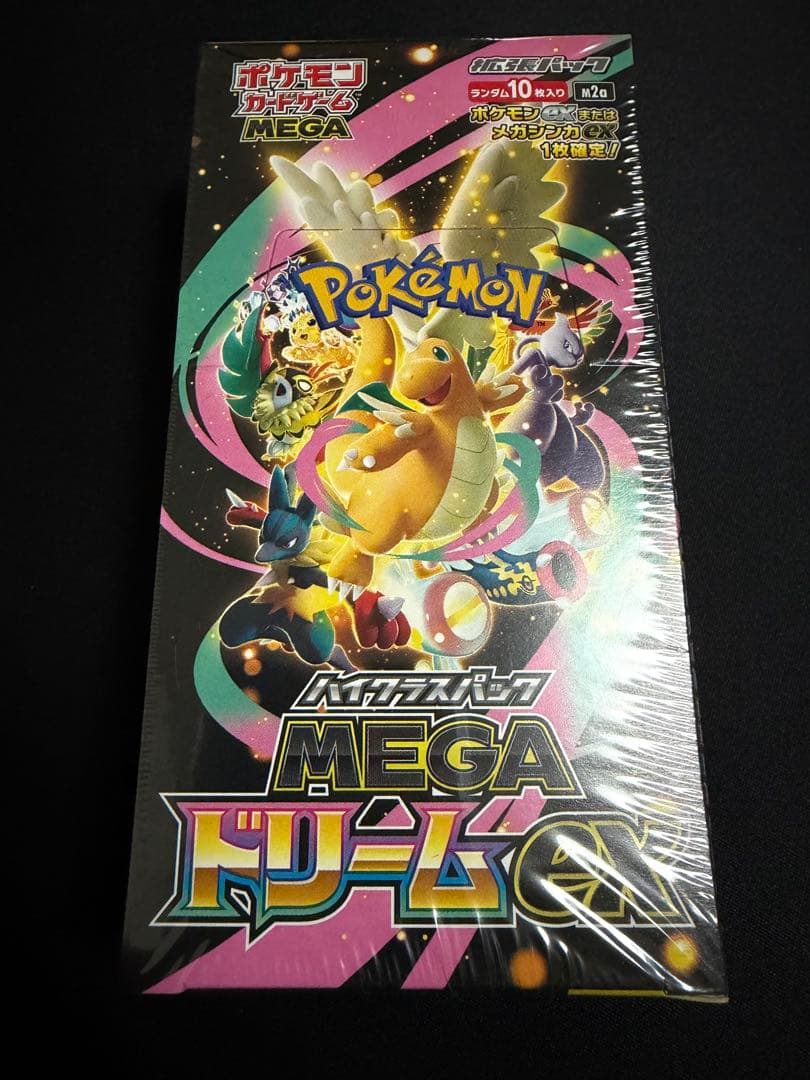 ポケモン
カードゲーム
MEGA
拡張パック
ランダム10枚入り M2a
ポケモンexまたは
メガシンカex
1枚確定!
POKÉMON
TM
ハイクラスパック
MEGA
ドリームex